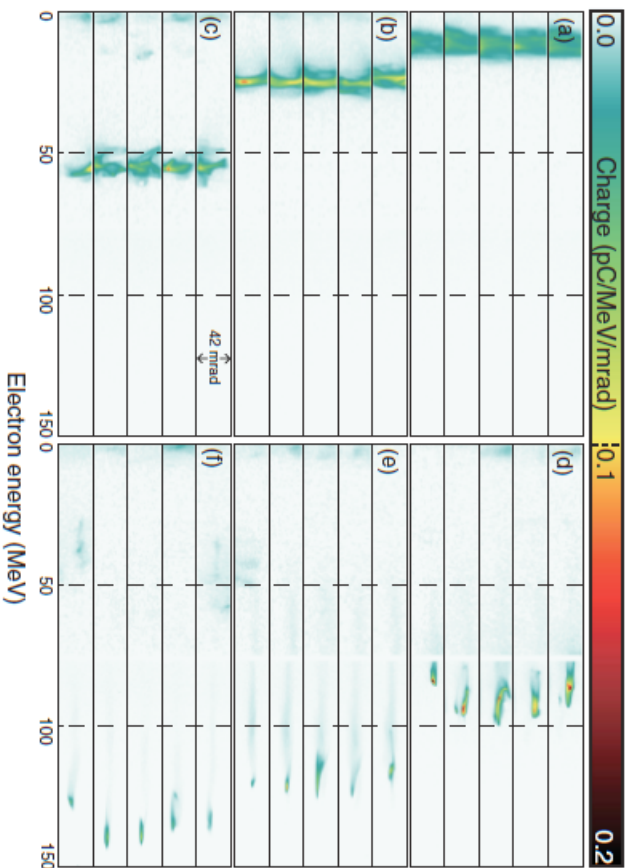 0.0 Charge (pC/MeV/mrad) 0.1 0.2
(a)
(d)
(b)
(e)
(c)
42 mrad
(f)
0 50 100 150 0 50 100 150
Electron energy (MeV)